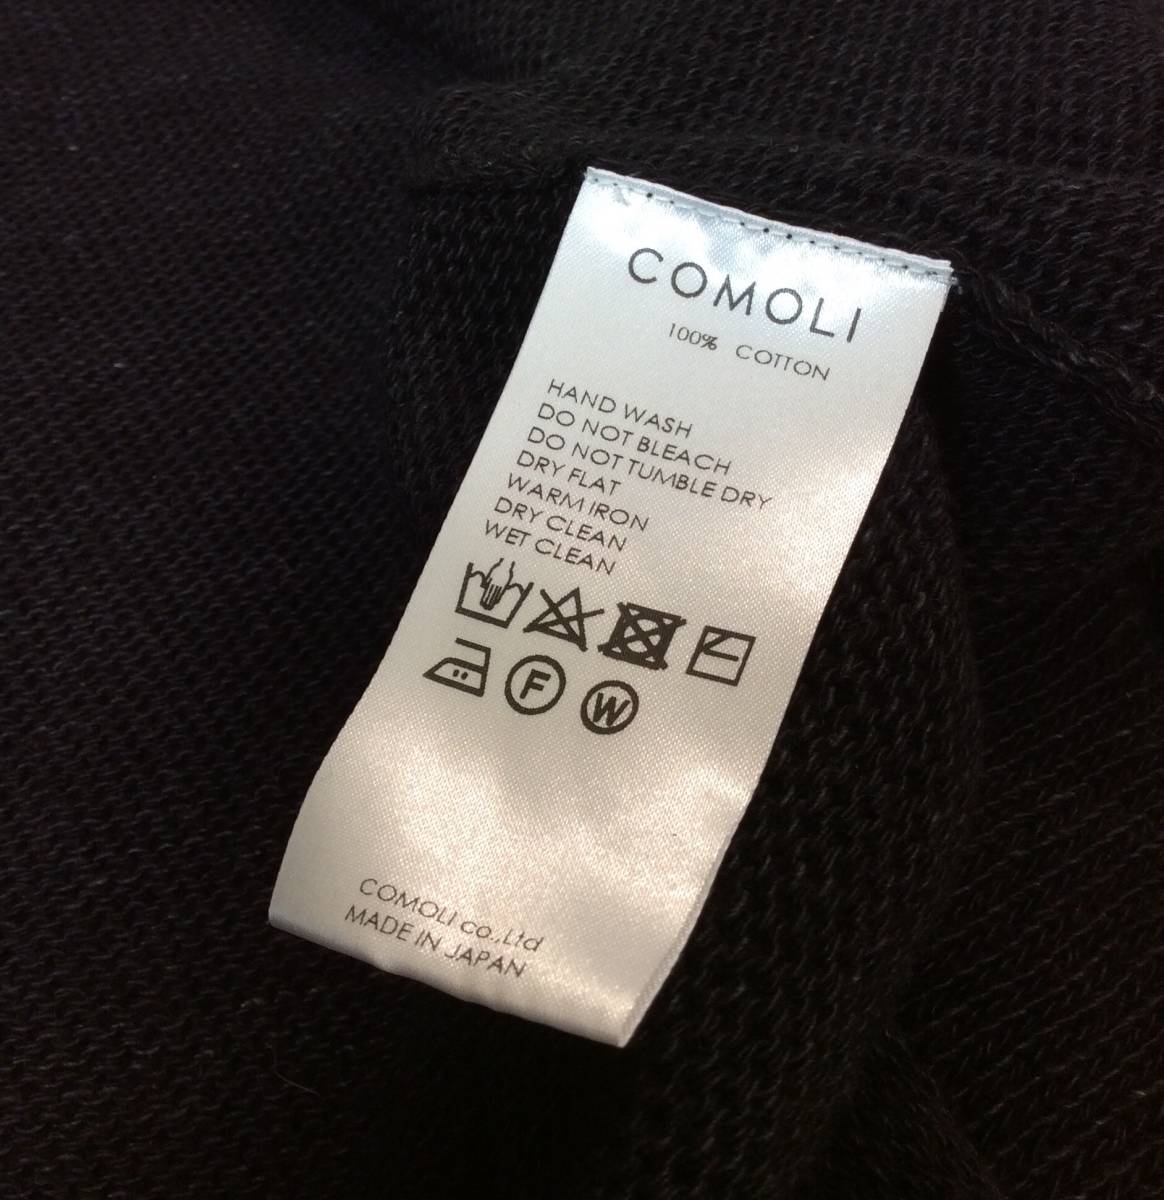 COMOLI
100% COTTON
HAND WASH
DO NOT BLEACH
DO NOT TUMBLE DRY
DRY FLAT
WARM IRON
DRY CLEAN
WET CLEAN
F
W
COMOLI co.,Ltd
MADE IN JAPAN